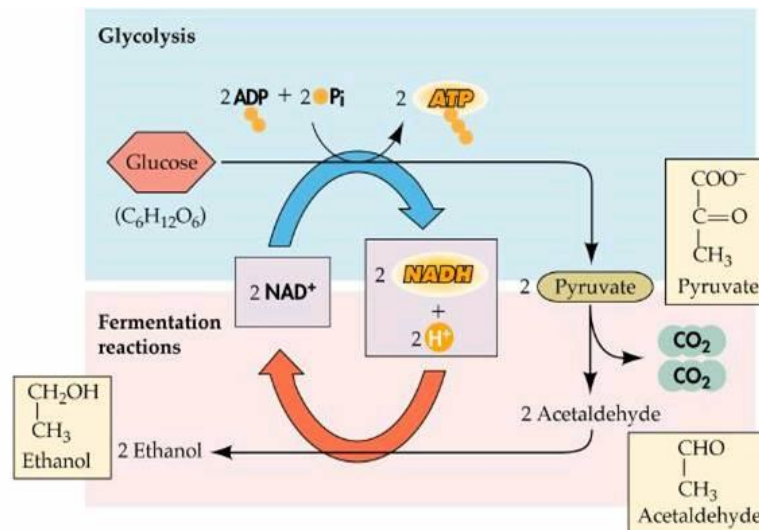 Glycolysis
2 ADP + 2 Pi
2 ATP
Glucose
(C₆H₁₂O₆)
COO⁻
C=O
CH₃
Pyruvate
2 NAD⁺
2 NADH
+
2 H⁺
2 Pyruvate
Fermentation
reactions
CO₂
CO₂
CH₂OH
CH₃
Ethanol
2 Ethanol
2 Acetaldehyde
CHO
CH₃
Acetaldehyde